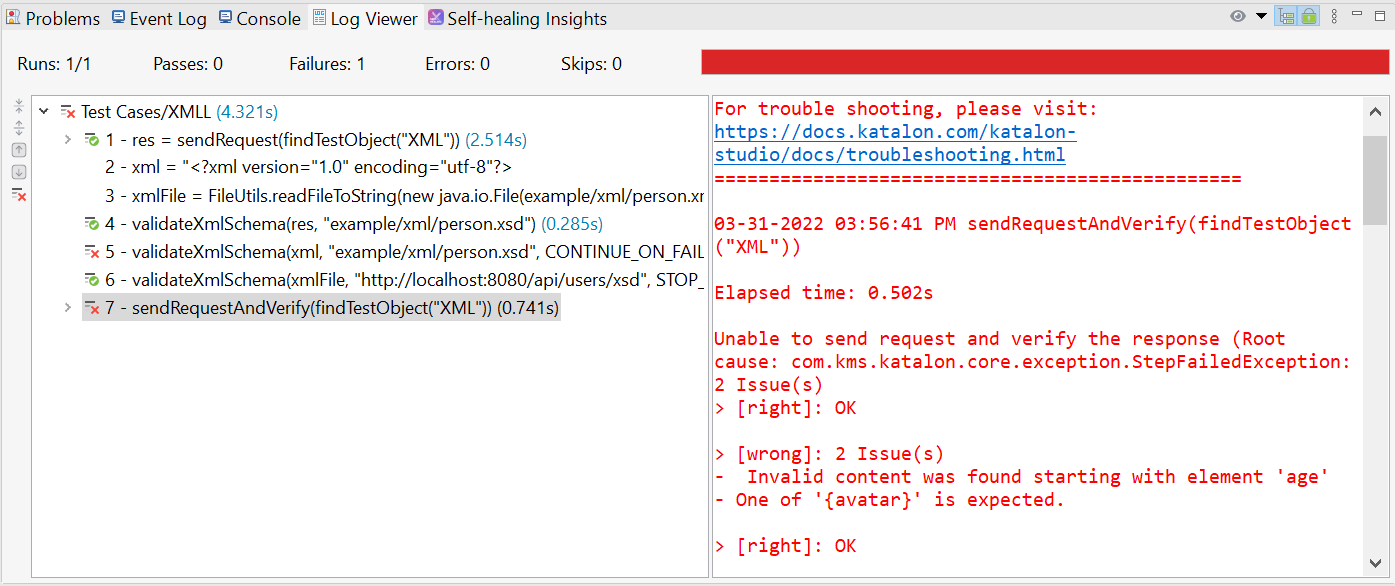 Problems Event Log Console Log Viewer Self-healing Insights
Runs: 1/1 Passes: 0 Failures: 1 Errors: 0 Skips: 0
Test Cases/XMLL (4.321s)
1 - res = sendRequest(findTestObject("XML")) (2.514s)
2 - xml = "<?xml version="1.0" encoding="utf-8"?>
3 - xmlFile = FileUtils.readFileToString(new java.io.File(example/xml/person.xr
4 - validateXmlSchema(res, "example/xml/person.xsd") (0.285s)
5 - validateXmlSchema(xml, "example/xml/person.xsd", CONTINUE_ON_FAIL
6 - validateXmlSchema(xmlFile, "http://localhost:8080/api/users/xsd", STOP_
7 - sendRequestAndVerify(findTestObject("XML")) (0.741s)
For trouble shooting, please visit:
https://docs.katalon.com/katalon-
studio/docs/troubleshooting.html
================================================
03-31-2022 03:56:41 PM sendRequestAndVerify(findTestObject
("XML"))
Elapsed time: 0.502s
Unable to send request and verify the response (Root
cause: com.kms.katalon.core.exception.StepFailedException:
2 Issue(s)
> [right]: OK
> [wrong]: 2 Issue(s)
-  Invalid content was found starting with element 'age'
- One of '{avatar}' is expected.
> [right]: OK